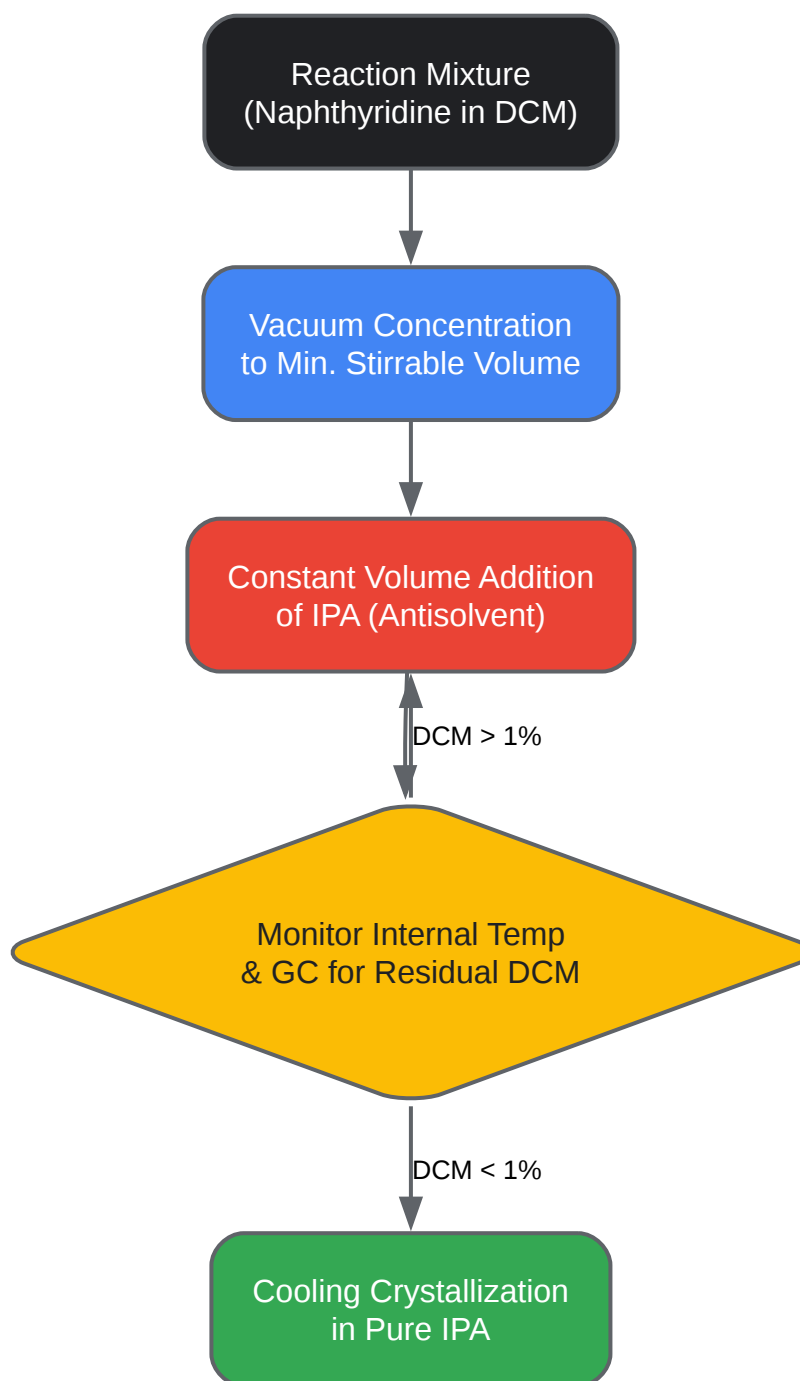 Reaction Mixture
(Naphthyridine in DCM)
Vacuum Concentration
to Min. Stirrable Volume
Constant Volume Addition
of IPA (Antisolvent)
DCM > 1%
Monitor Internal Temp
& GC for Residual DCM
DCM < 1%
Cooling Crystallization
in Pure IPA